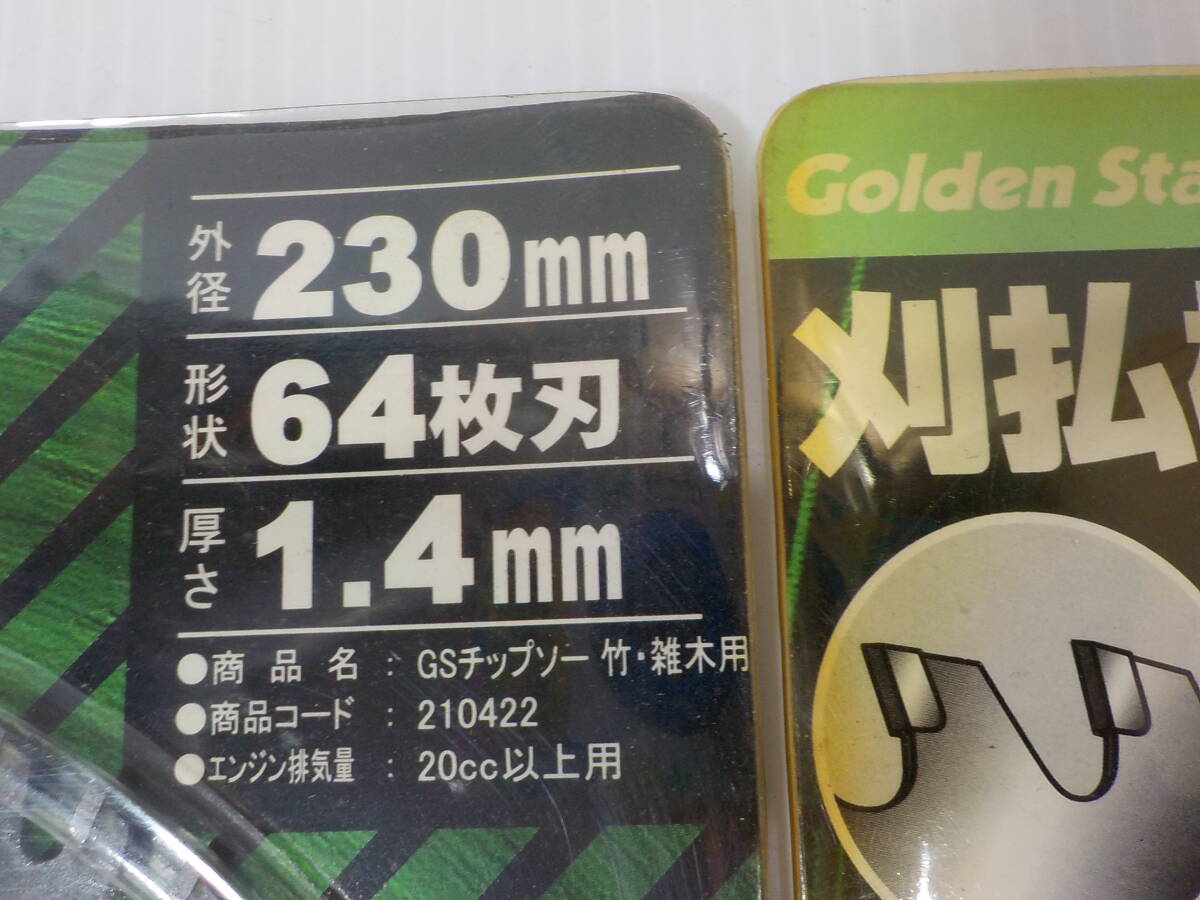 外径 230mm
形状 64枚刃
厚さ 1.4mm
●商品名 : GSチップソー 竹・雑木用
●商品コード : 210422
●エンジン排気量 : 20cc以上用
Golden Sta
刈払